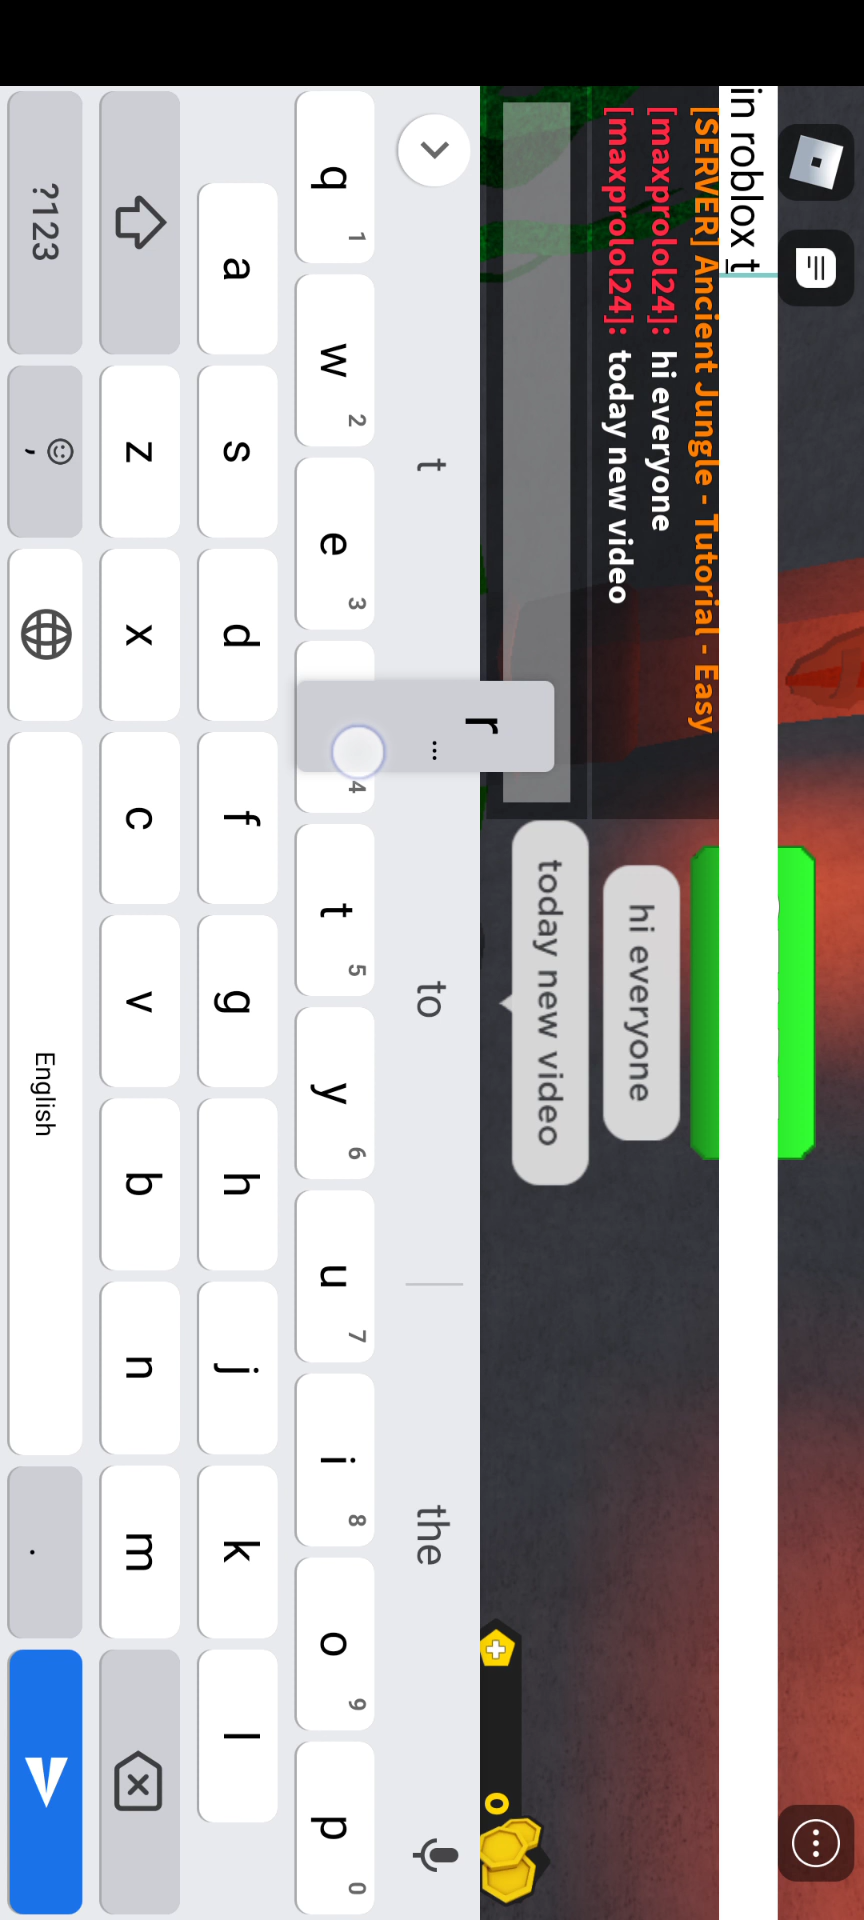 in roblox t
[SERVER] Ancient Jungle - Tutorial - Easy
[maxprolol24]: hi everyone
[maxprolol24]: today new video
hi everyone
today new video
0
t to the
r
q 1 w 2 e 3 4 t 5 y 6 u 7 i 8 o 9 p 0
a s d f g h j k l
z x c v b n m
?123 , English .